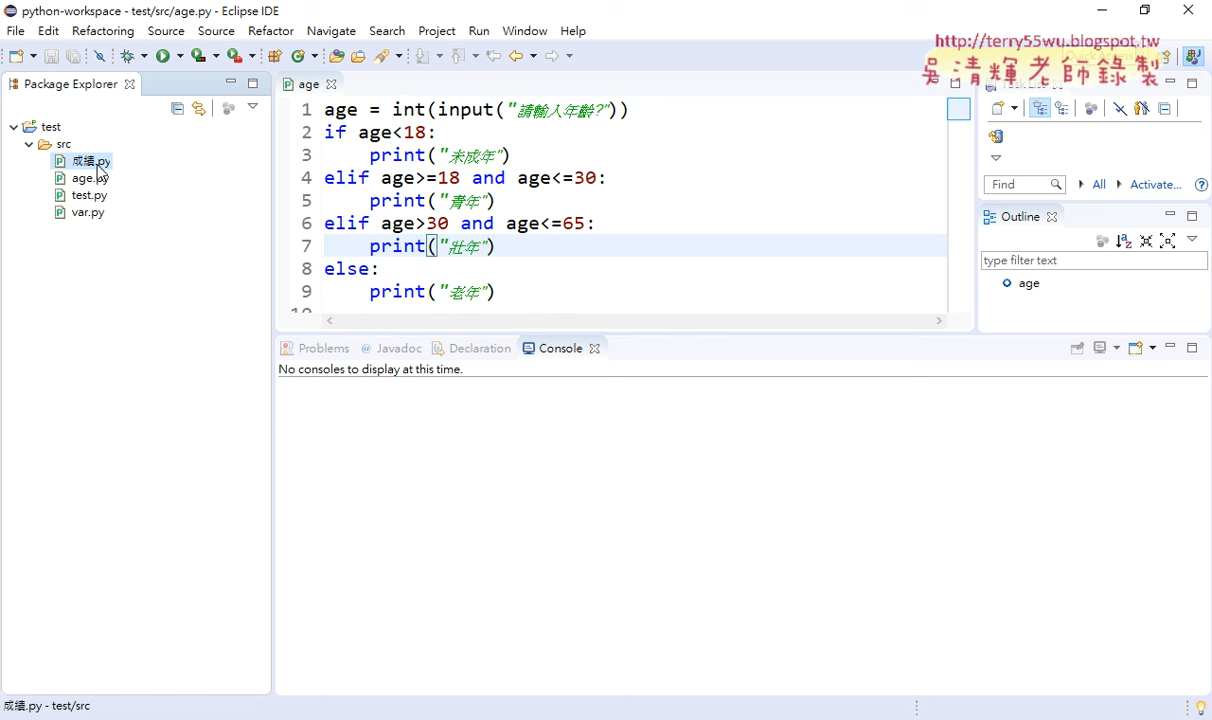 python-workspace - test/src/age.py - Eclipse IDE
File Edit Refactoring Source Source Refactor Navigate Search Project Run Window Help
http://terry55wu.blogspot.tw
吳清輝老師錄製
Package Explorer
age
test
src
成績.py
age.py
test.py
var.py
1 age = int(input("請輸入年齡?"))
2 if age<18:
3 print("未成年")
4 elif age>=18 and age<=30:
5 print("青年")
6 elif age>30 and age<=65:
7 print("壯年")
8 else:
9 print("老年")
10
Find All Activate...
Outline
type filter text
age
Problems Javadoc Declaration Console
No consoles to display at this time.
成績.py - test/src